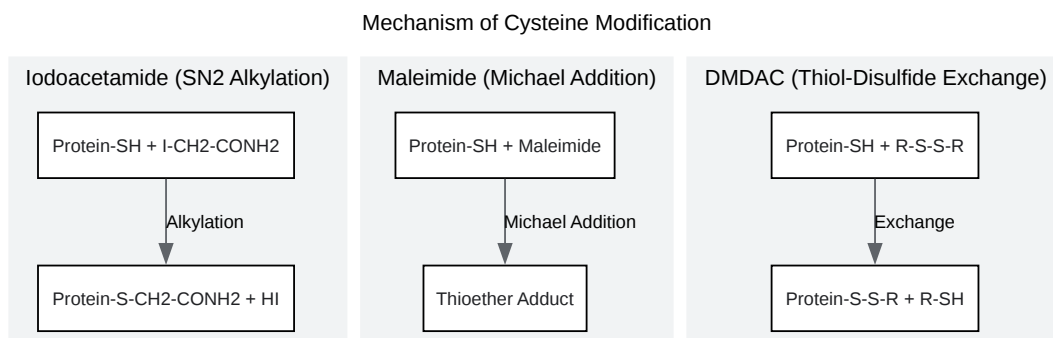 Mechanism of Cysteine Modification
Iodoacetamide (SN2 Alkylation)
Protein-SH + I-CH2-CONH2
Alkylation
Protein-S-CH2-CONH2 + HI
Maleimide (Michael Addition)
Protein-SH + Maleimide
Michael Addition
Thioether Adduct
DMDAC (Thiol-Disulfide Exchange)
Protein-SH + R-S-S-R
Exchange
Protein-S-S-R + R-SH